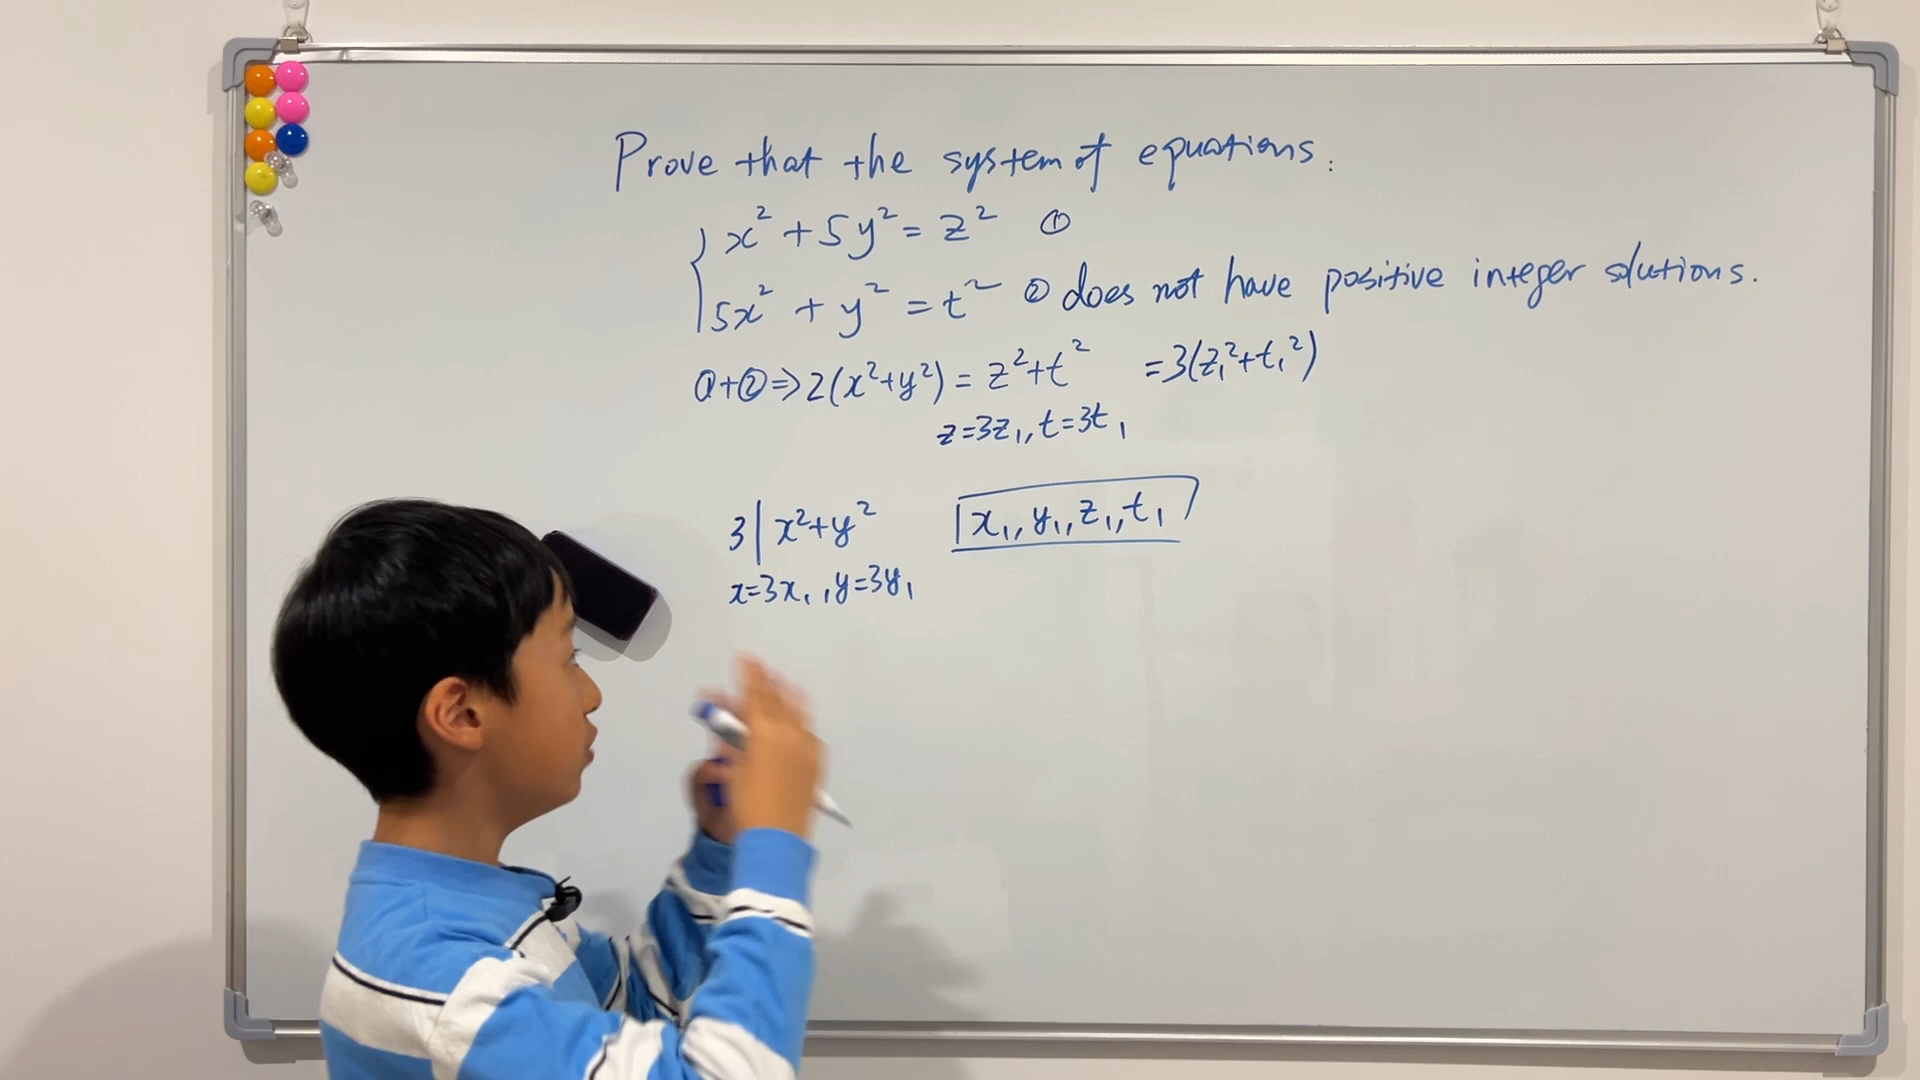 Prove that the system of equations:
x² + 5y² = z² ①
5x² + y² = t² ② does not have positive integer solutions.
①+② ⇒ 2(x²+y²) = z²+t² = 3(z₁²+t₁²)
z=3z₁, t=3t₁
3 | x²+y² x₁, y₁, z₁, t₁
x=3x₁, y=3y₁